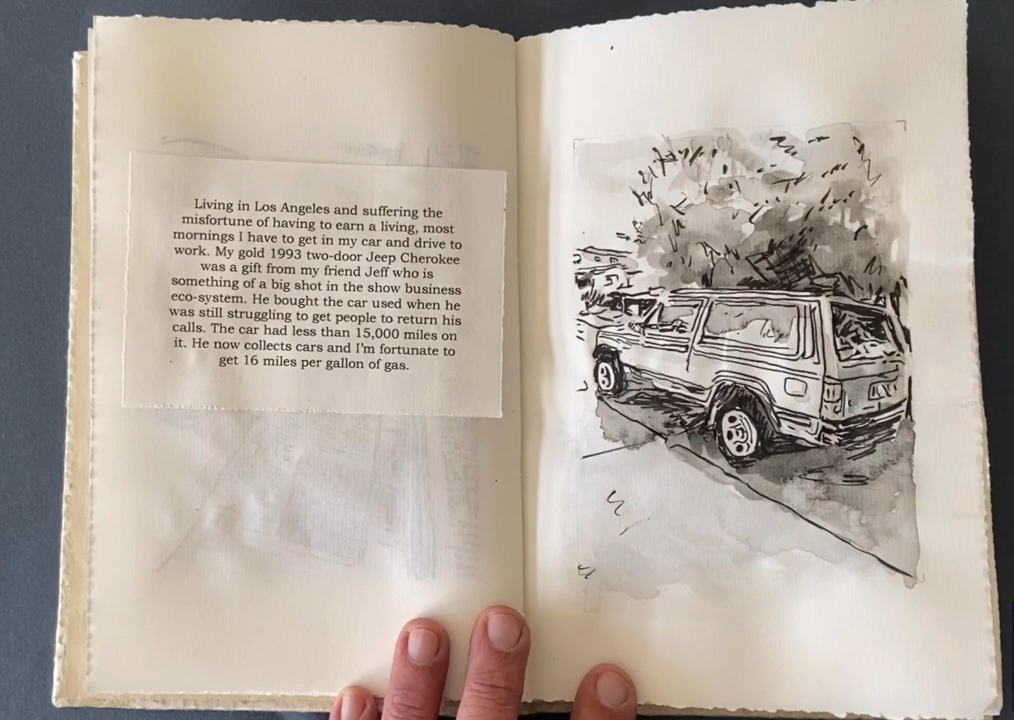 Living in Los Angeles and suffering the
misfortune of having to earn a living, most
mornings I have to get in my car and drive to
work. My gold 1993 two-door Jeep Cherokee
was a gift from my friend Jeff who is
something of a big shot in the show business
eco-system. He bought the car used when he
was still struggling to get people to return his
calls. The car had less than 15,000 miles on
it. He now collects cars and I'm fortunate to
get 16 miles per gallon of gas.